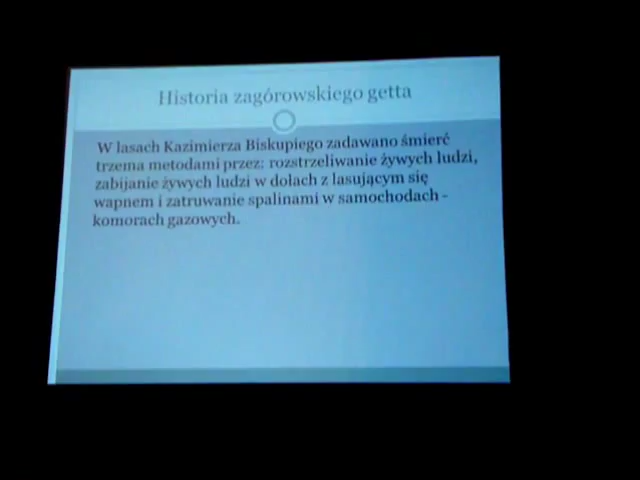 Historia zagórowskiego getta
W lasach Kazimierza Biskupiego zadawano śmierć
trzema metodami przez: rozstrzeliwanie żywych ludzi,
zabijanie żywych ludzi w dołach z lasującym się
wapnem i zatruwanie spalinami w samochodach -
komorach gazowych.